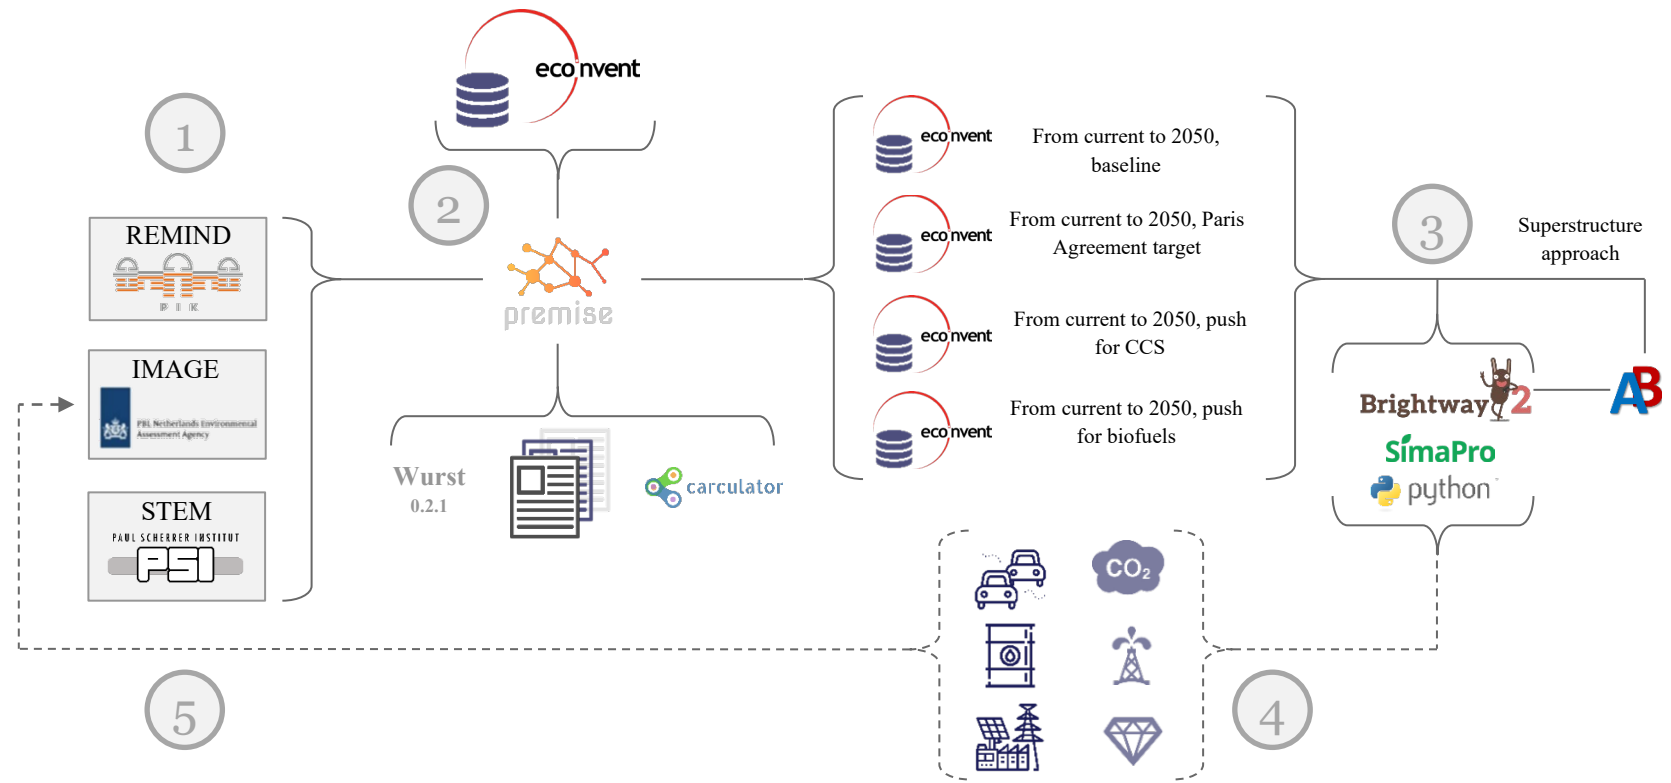 1
REMIND
P I K
IMAGE
PBL Netherlands Environmental
Assessment Agency
STEM
PAUL SCHERRER INSTITUT
PSI
ecoinvent
2
premise
Wurst
0.2.1
carculator
ecoinvent
From current to 2050,
baseline
ecoinvent
From current to 2050, Paris
Agreement target
ecoinvent
From current to 2050, push
for CCS
ecoinvent
From current to 2050, push
for biofuels
3
Superstructure
approach
Brightway2
AB
SimaPro
python
CO2
4
5